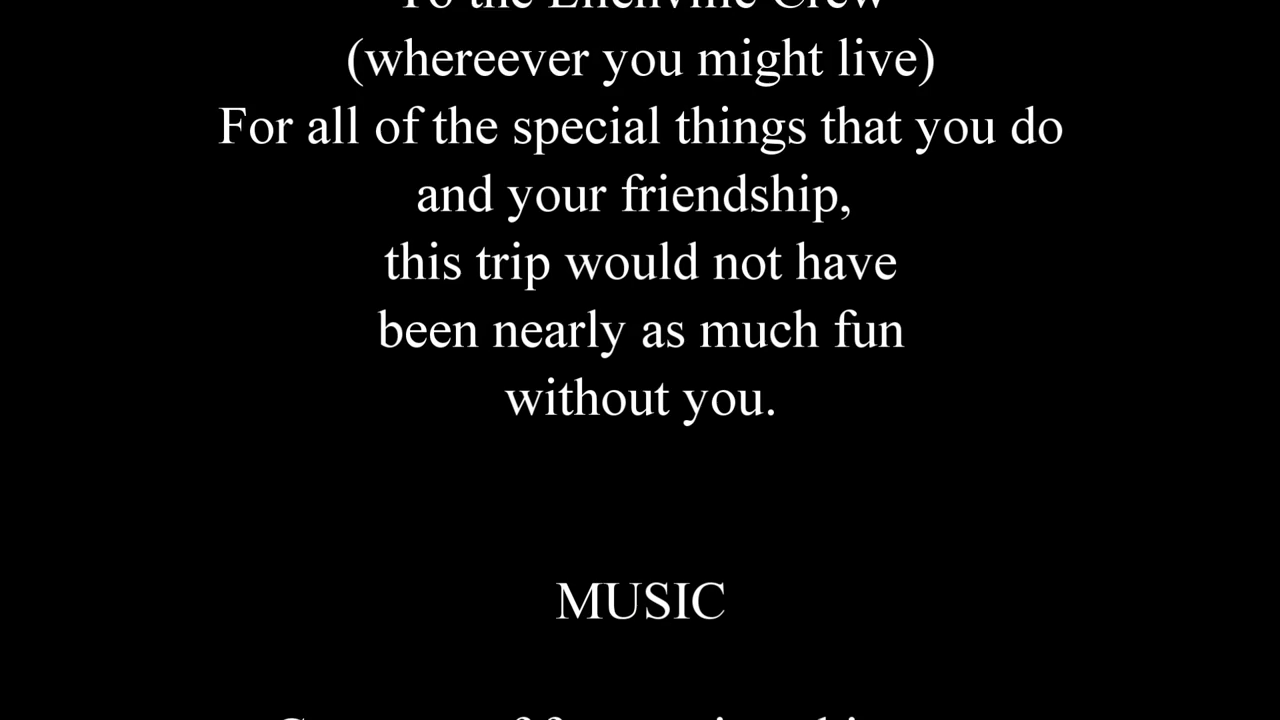 To the Crew
(whereever you might live)
For all of the special things that you do
and your friendship,
this trip would not have
been nearly as much fun
without you.
MUSIC